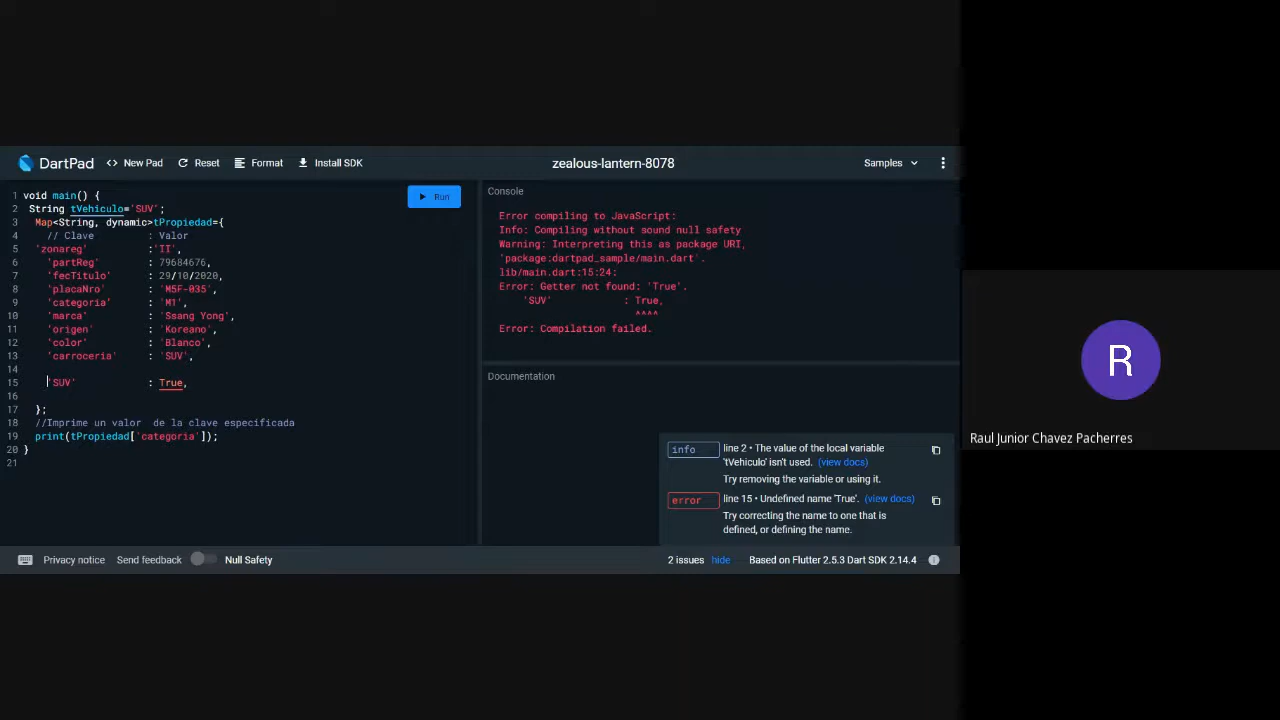 DartPad <> New Pad Reset Format Install SDK zealous-lantern-8078 Samples
Run
1 void main() {
2 String tVehiculo='SUV';
3 Map<String, dynamic>tPropiedad={
4 // Clave : Valor
5 'zonareg' :'II',
6 'partReg' : 79684676,
7 'fecTitulo' : 29/10/2020,
8 'placaNro' : 'M5F-035',
9 'categoria' : 'M1',
10 'marca' : 'Ssang Yong',
11 'origen' : 'Koreano',
12 'color' : 'Blanco',
13 'carroceria' : 'SUV',
14
15 'SUV' : True,
16
17 };
18 //Imprime un valor de la clave especificada
19 print(tPropiedad['categoria']);
20 }
21
Console
Error compiling to JavaScript:
Info: Compiling without sound null safety
Warning: Interpreting this as package URI,
'package:dartpad_sample/main.dart'.
lib/main.dart:15:24:
Error: Getter not found: 'True'.
'SUV' : True,
^^^^
Error: Compilation failed.
Documentation
info line 2 • The value of the local variable
'tVehiculo' isn't used. (view docs)
Try removing the variable or using it.
error line 15 • Undefined name 'True'. (view docs)
Try correcting the name to one that is
defined, or defining the name.
Privacy notice Send feedback Null Safety 2 issues hide Based on Flutter 2.5.3 Dart SDK 2.14.4
R
Raul Junior Chavez Pacherres